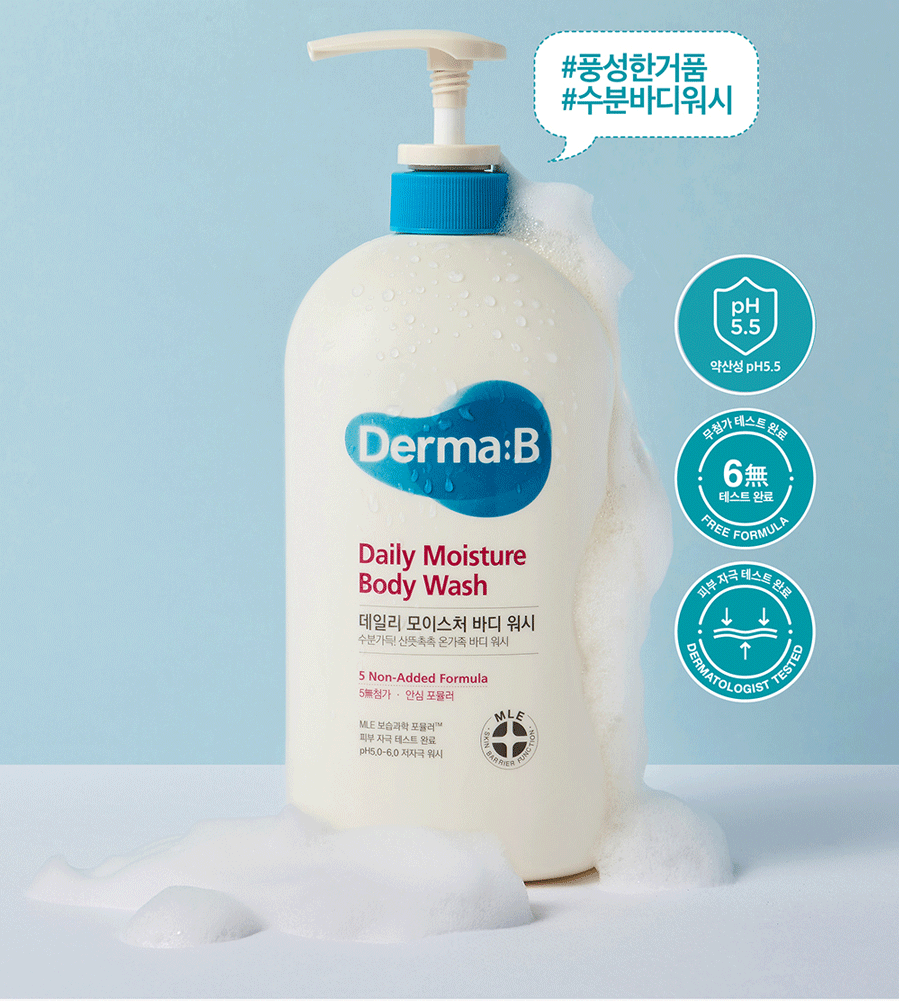 #풍성한거품
#수분바디워시
pH
5.5
약산성 pH5.5
무첨가 테스트 완료
6無
테스트 완료
FREE FORMULA
피부 자극 테스트 완료
DERMATOLOGIST TESTED
Derma:B
Daily Moisture
Body Wash
데일리 모이스처 바디 워시
수분가득! 산뜻촉촉 온가족 바디 워시
5 Non-Added Formula
5無첨가 · 안심 포뮬러
MLE 보습과학 포뮬러™
피부 자극 테스트 완료
pH5.0-6.0 저자극 워시
MLE
· SKIN BARRIER FUNCTION ·